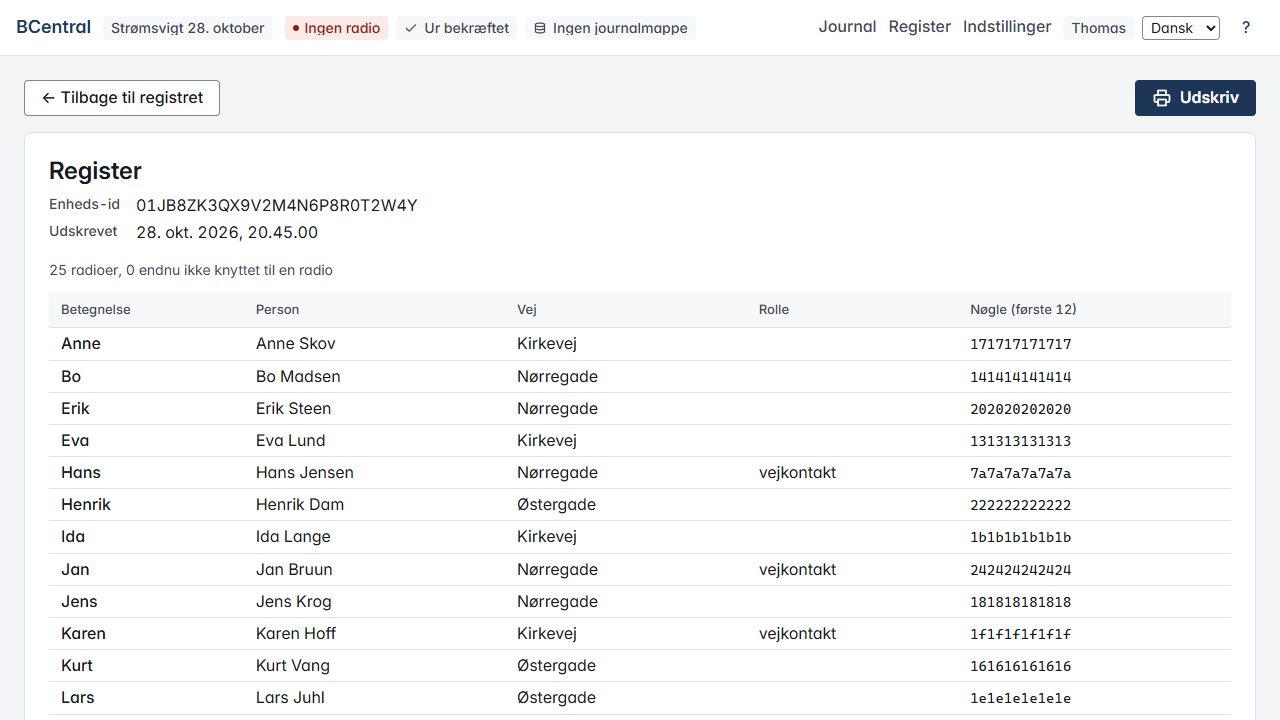 BCentral Strømsvigt 28. oktober Ingen radio Ur bekræftet Ingen journalmappe Journal Register Indstillinger Thomas Dansk ?
← Tilbage til registret Udskriv
Register
Enheds-id 01JB8ZK3QX9V2M4N6P8R0T2W4Y
Udskrevet 28. okt. 2026, 20.45.00
25 radioer, 0 endnu ikke knyttet til en radio
Betegnelse Person Vej Rolle Nøgle (første 12)
Anne Anne Skov Kirkevej 171717171717
Bo Bo Madsen Nørregade 141414141414
Erik Erik Steen Nørregade 202020202020
Eva Eva Lund Kirkevej 131313131313
Hans Hans Jensen Nørregade vejkontakt 7a7a7a7a7a7a
Henrik Henrik Dam Østergade 222222222222
Ida Ida Lange Kirkevej 1b1b1b1b1b1b
Jan Jan Bruun Nørregade vejkontakt 242424242424
Jens Jens Krog Nørregade 181818181818
Karen Karen Hoff Kirkevej vejkontakt 1f1f1f1f1f1f
Kurt Kurt Vang Østergade 161616161616
Lars Lars Juhl Østergade 1e1e1e1e1e1e